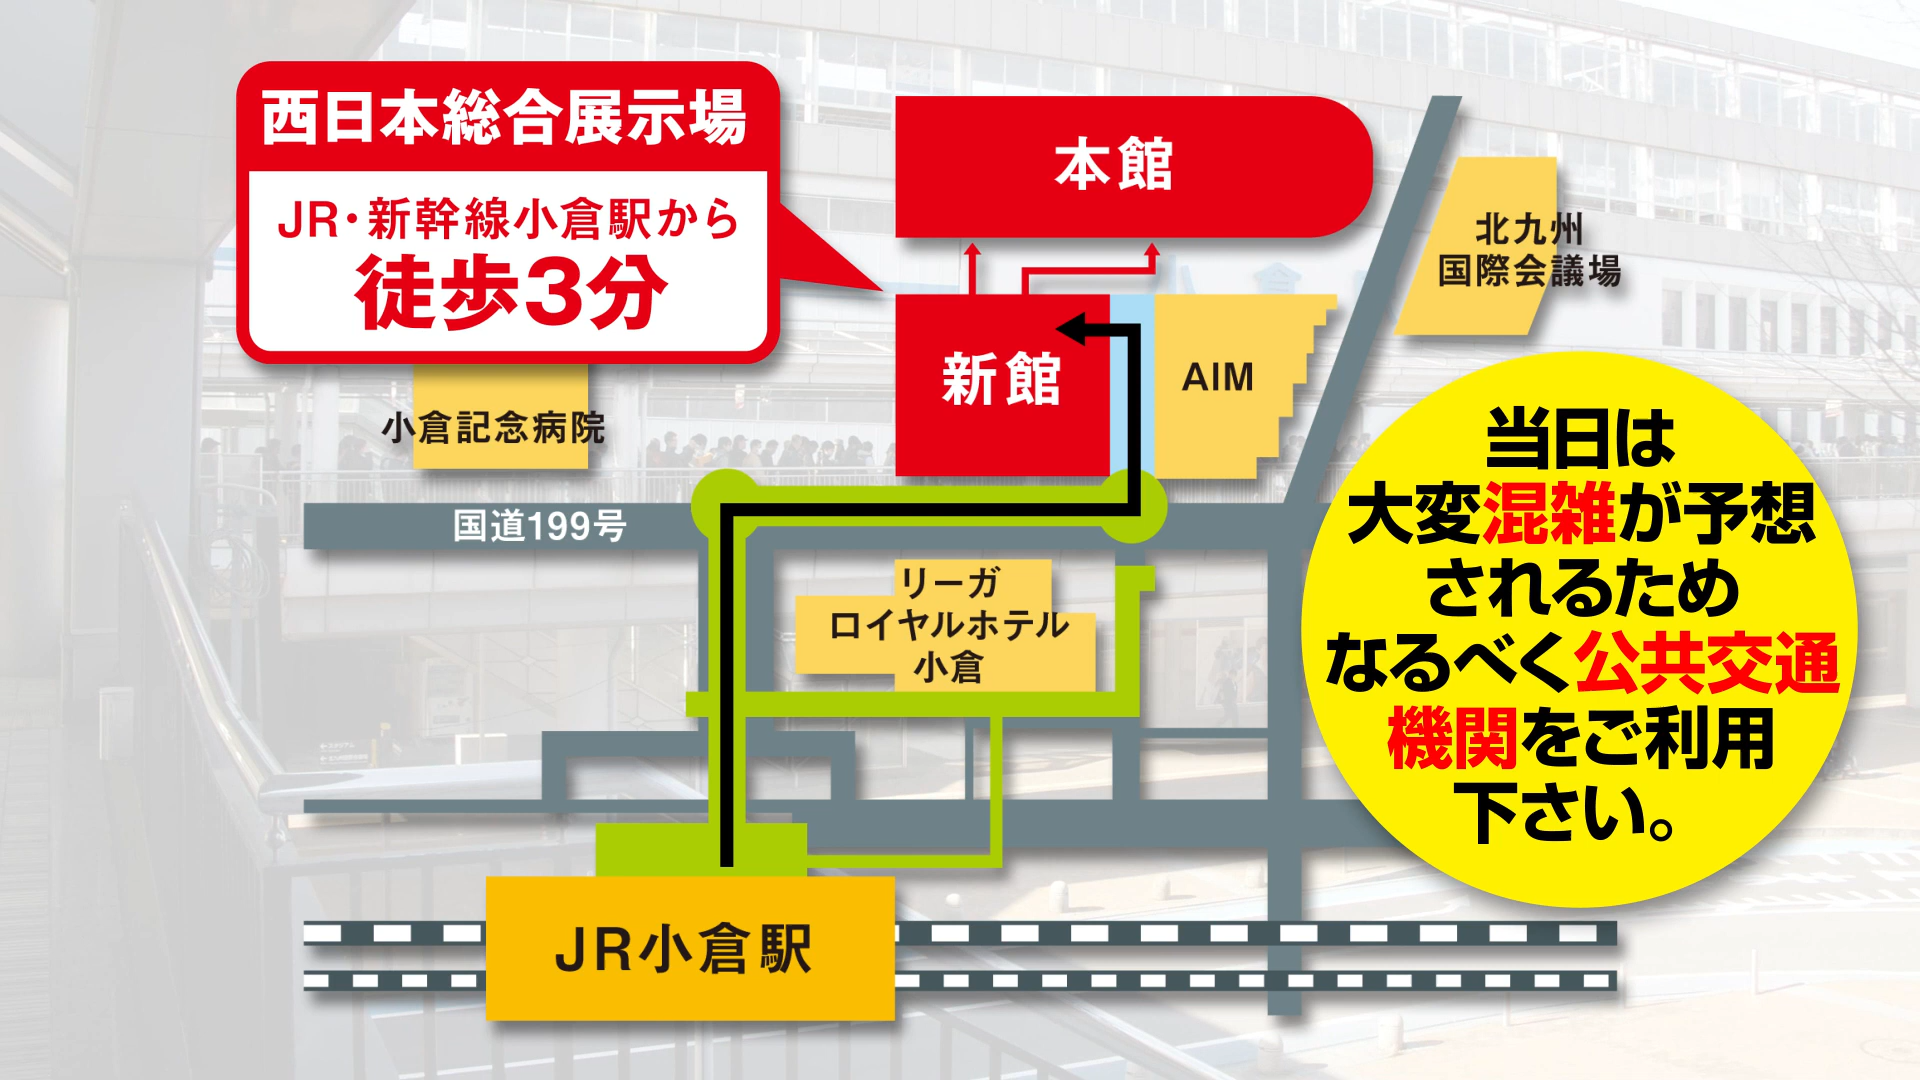 西日本総合展示場
JR・新幹線小倉駅から
徒歩3分
本館
北九州
国際会議場
新館
AIM
小倉記念病院
国道199号
リーガ
ロイヤルホテル
小倉
JR小倉駅
当日は
大変混雑が予想
されるため
なるべく公共交通
機関をご利用
下さい。